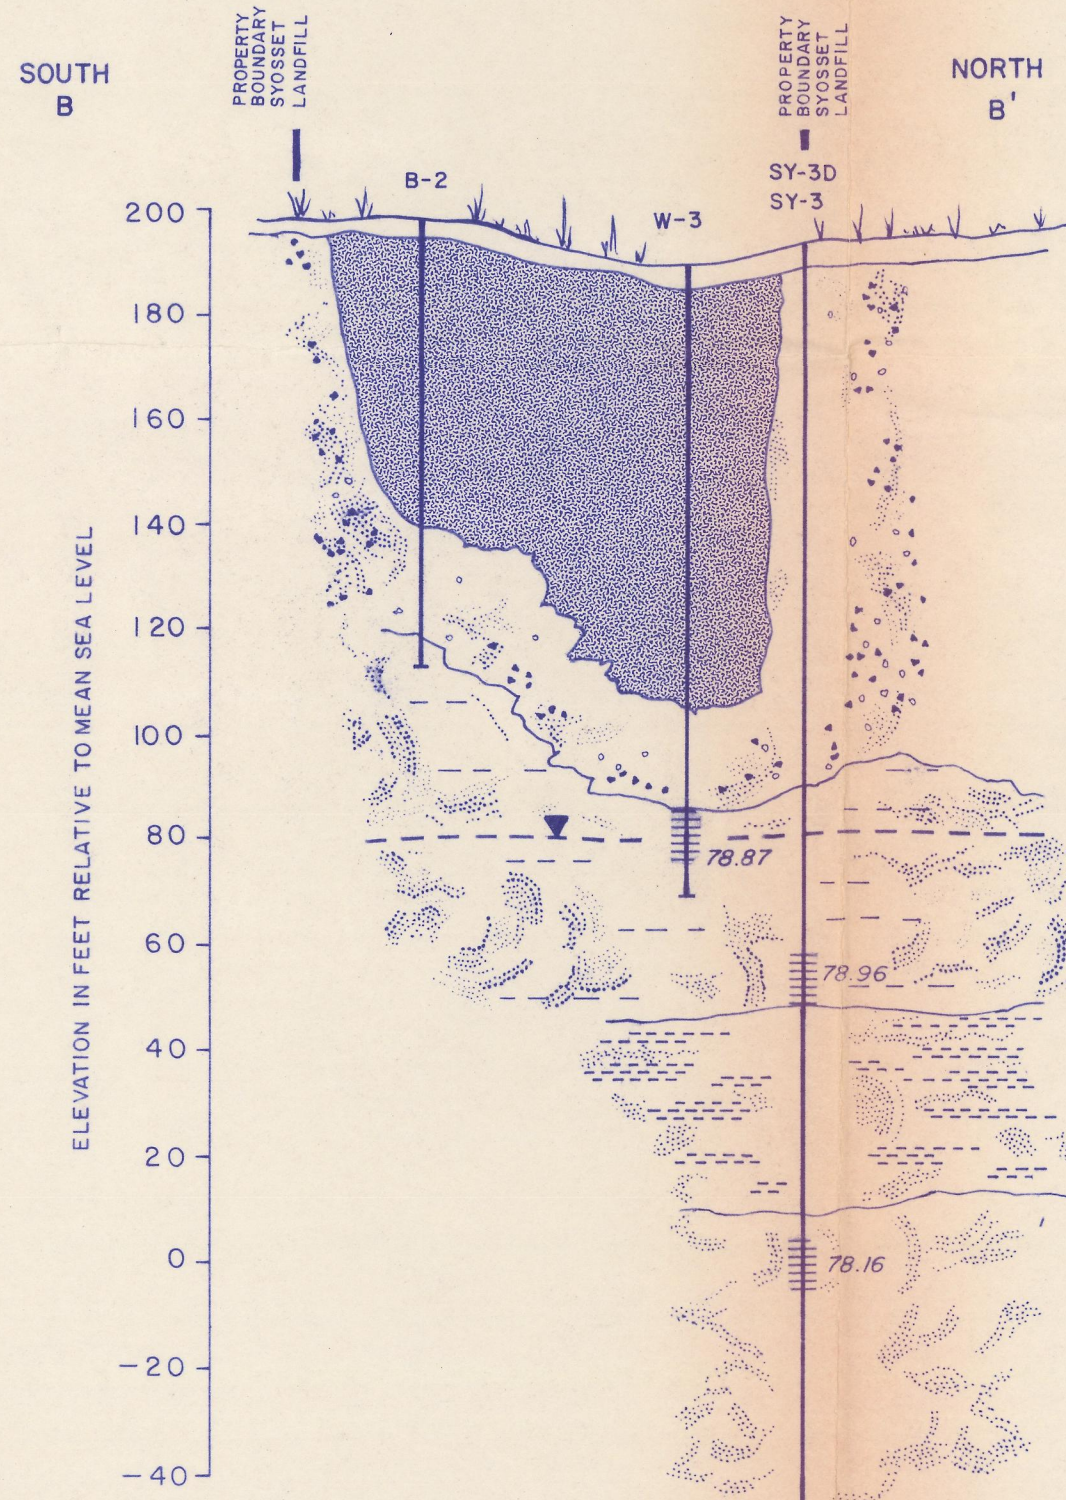 SOUTH
B
PROPERTY
BOUNDARY
SYOSSET
LANDFILL
PROPERTY
BOUNDARY
SYOSSET
LANDFILL
NORTH
B'
B-2
W-3
SY-3D
SY-3
ELEVATION IN FEET RELATIVE TO MEAN SEA LEVEL
200
180
160
140
120
100
80
60
40
20
0
-20
-40
78.87
78.96
78.16